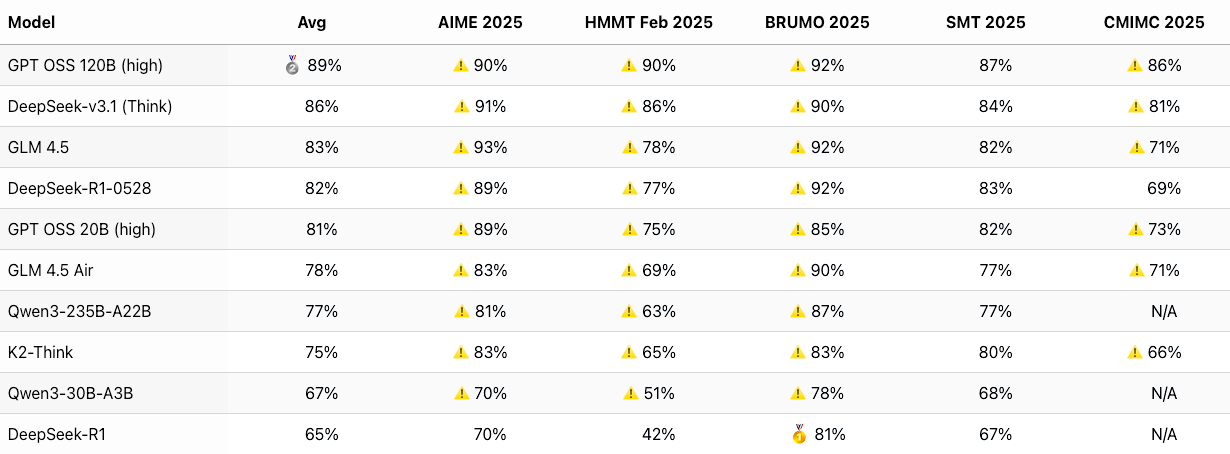 Model Avg AIME 2025 HMMT Feb 2025 BRUMO 2025 SMT 2025 CMIMC 2025
GPT OSS 120B (high) 🥈 89% ⚠️ 90% ⚠️ 90% ⚠️ 92% 87% ⚠️ 86%
DeepSeek-v3.1 (Think) 86% ⚠️ 91% ⚠️ 86% ⚠️ 90% 84% ⚠️ 81%
GLM 4.5 83% ⚠️ 93% ⚠️ 78% ⚠️ 92% 82% ⚠️ 71%
DeepSeek-R1-0528 82% ⚠️ 89% ⚠️ 77% ⚠️ 92% 83% 69%
GPT OSS 20B (high) 81% ⚠️ 89% ⚠️ 75% ⚠️ 85% 82% ⚠️ 73%
GLM 4.5 Air 78% ⚠️ 83% ⚠️ 69% ⚠️ 90% 77% ⚠️ 71%
Qwen3-235B-A22B 77% ⚠️ 81% ⚠️ 63% ⚠️ 87% 77% N/A
K2-Think 75% ⚠️ 83% ⚠️ 65% ⚠️ 83% 80% ⚠️ 66%
Qwen3-30B-A3B 67% ⚠️ 70% ⚠️ 51% ⚠️ 78% 68% N/A
DeepSeek-R1 65% 70% 42% 🥇 81% 67% N/A